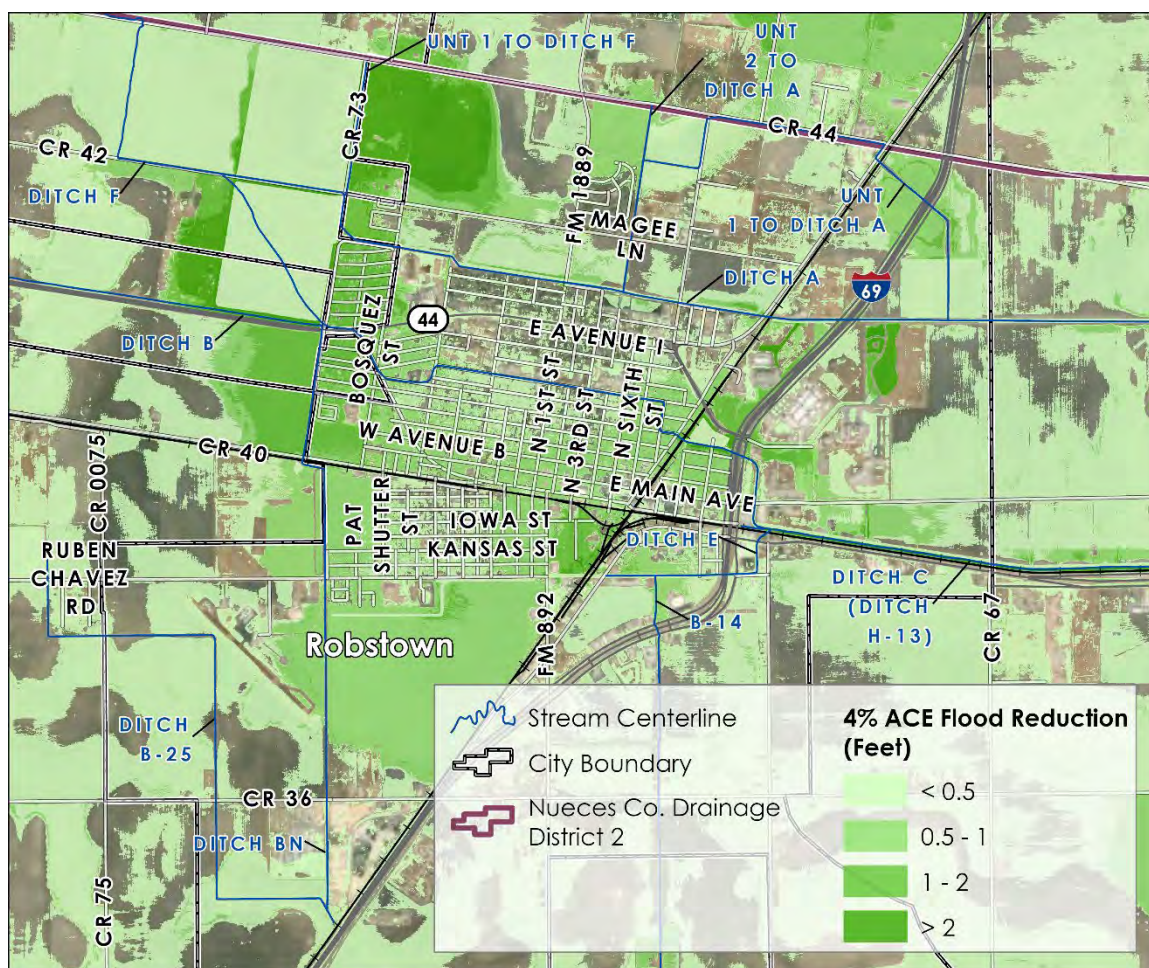 UNT 1 TO DITCH F
UNT
2 TO
DITCH A
CR 73
CR 44
CR 42
DITCH F
FM 1889
MAGEE
LN
UNT
1 TO DITCH A
DITCH A
69
DITCH B
44
E AVENUE I
BOSQUEZ
ST
N 1ST ST
N 3RD ST
N SIXTH
ST
W AVENUE B
CR 40
CR 0075
E MAIN AVE
PAT
SHUTTER
ST
IOWA ST
KANSAS ST
DITCH E
RUBEN
CHAVEZ
RD
DITCH C
(DITCH
H-13)
CR 67
FM 892
B-14
Robstown
DITCH
B-25
CR 36
DITCH BN
CR 75
Stream Centerline
City Boundary
Nueces Co. Drainage
District 2
4% ACE Flood Reduction
(Feet)
< 0.5
0.5 - 1
1 - 2
> 2